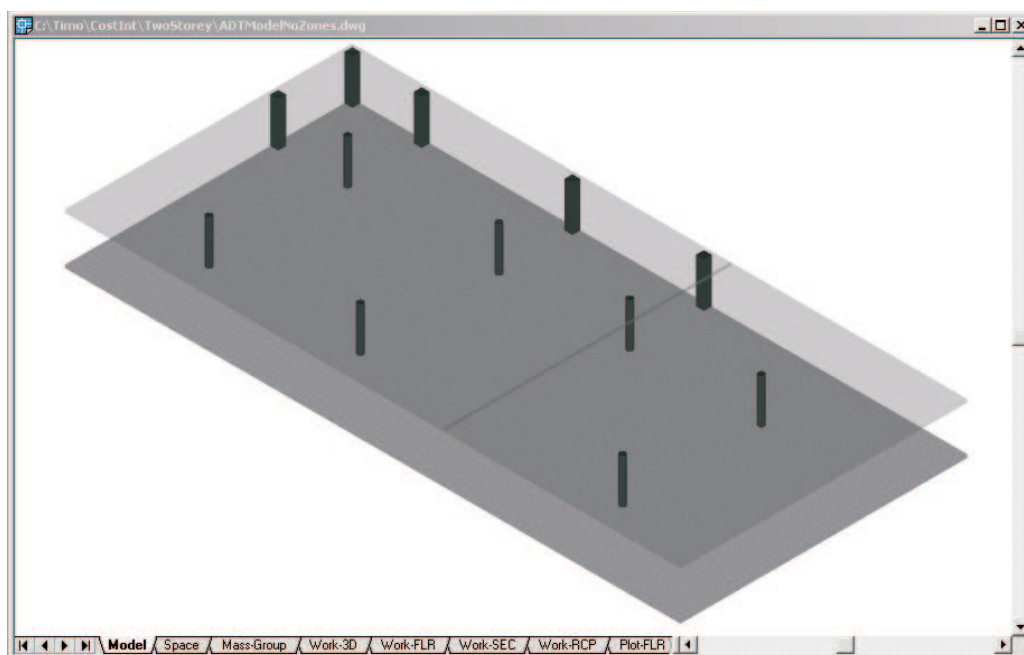 C:\Timo\CostInt\TwoStorey\ADTModelNoZones.dwg
Model Space Mass-Group Work-3D Work-FLR Work-SEC Work-RCP Plot-FLR